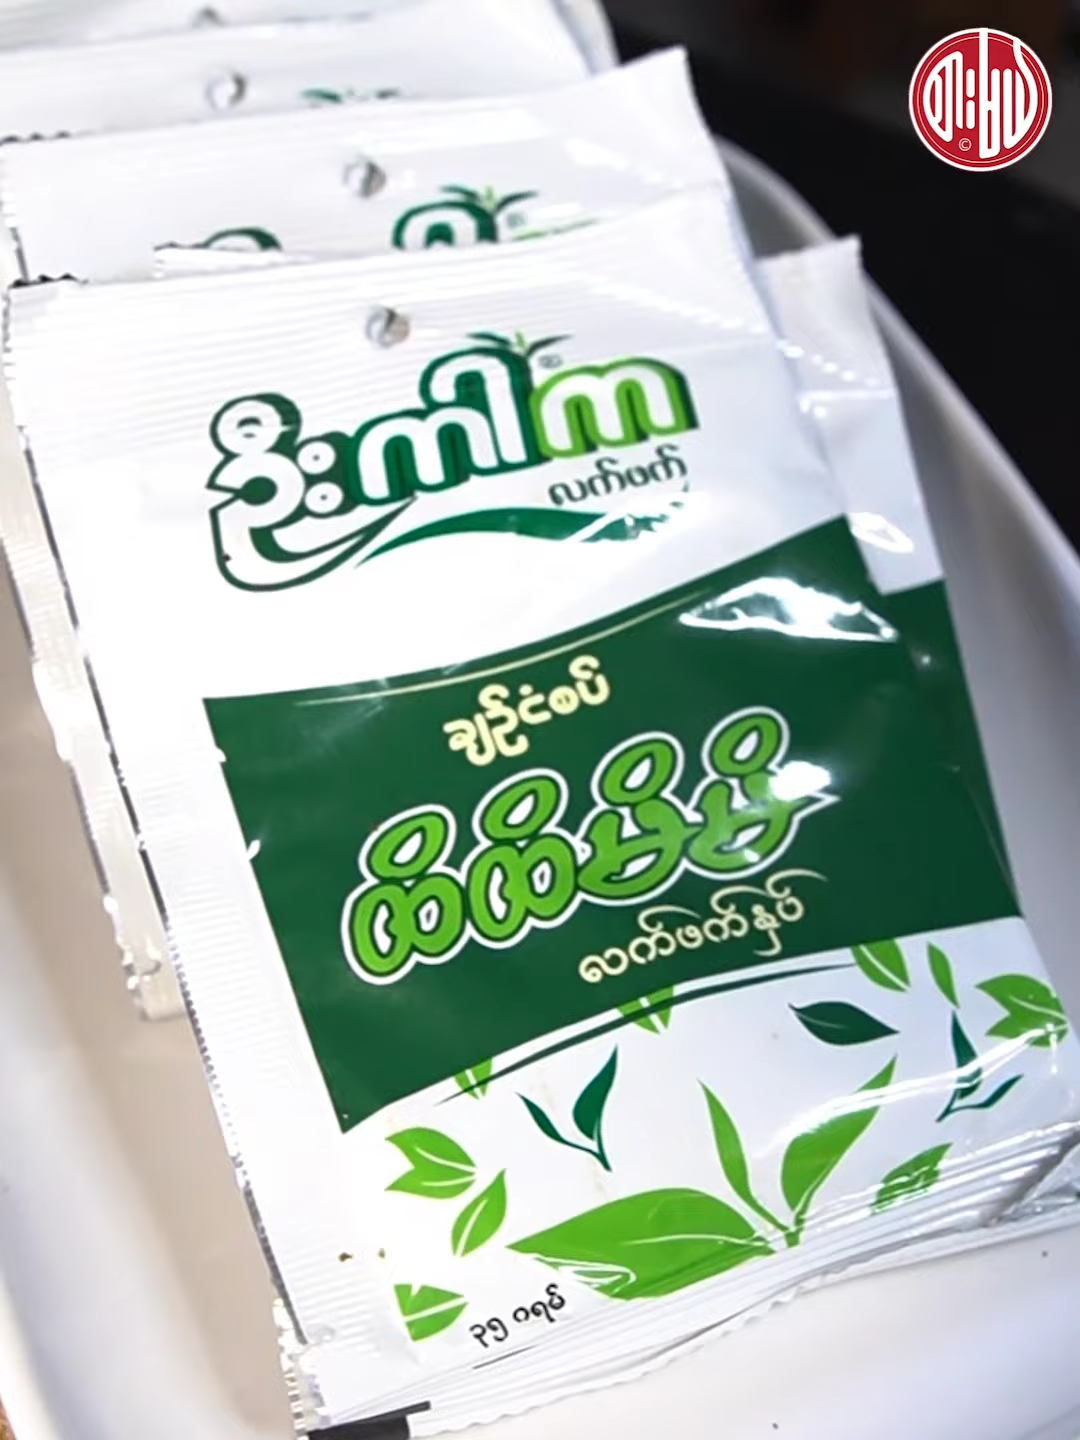 ဦးကါကာ
လက်ဖက်
ချဉ်ငံစပ်
ထိထိမိမိ
လက်ဖက်နှပ်
၃၅ ဂရမ်